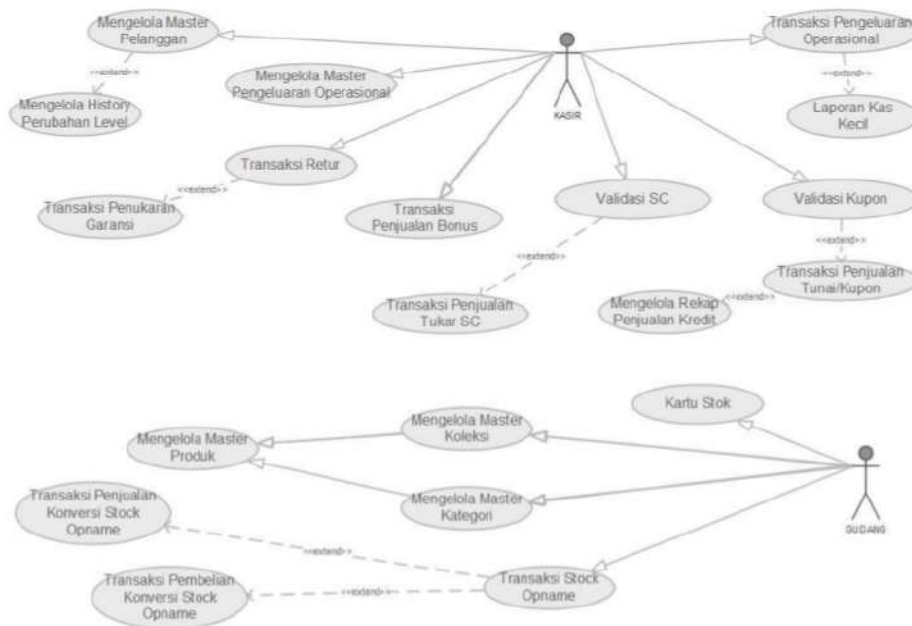 Mengelola Master
Pelanggan
Transaksi Pengeluaran
Operasional
<<extend>>
Mengelola Master
Pengeluaran Operasional
<<extend>>
Mengelola History
Perubahan Level
KASIR
Laporan Kas
Kecil
Transaksi Retur
<<extend>>
Transaksi Penukaran
Garansi
Transaksi
Penjualan Bonus
Validasi SC
Validasi Kupon
<<extend>>
<<extend>>
Transaksi Penjualan
Tunai/Kupon
<<extend>>
Mengelola Rekap
Penjualan Kredit
Transaksi Penjualan
Tukar SC
Kartu Stok
Mengelola Master
Koleksi
Mengelola Master
Produk
Mengelola Master
Kategori
GUDANG
Transaksi Penjualan
Konversi Stock
Opname
<<extend>>
Transaksi Pembelian
Konversi Stock
Opname
<<extend>>
Transaksi Stock
Opname